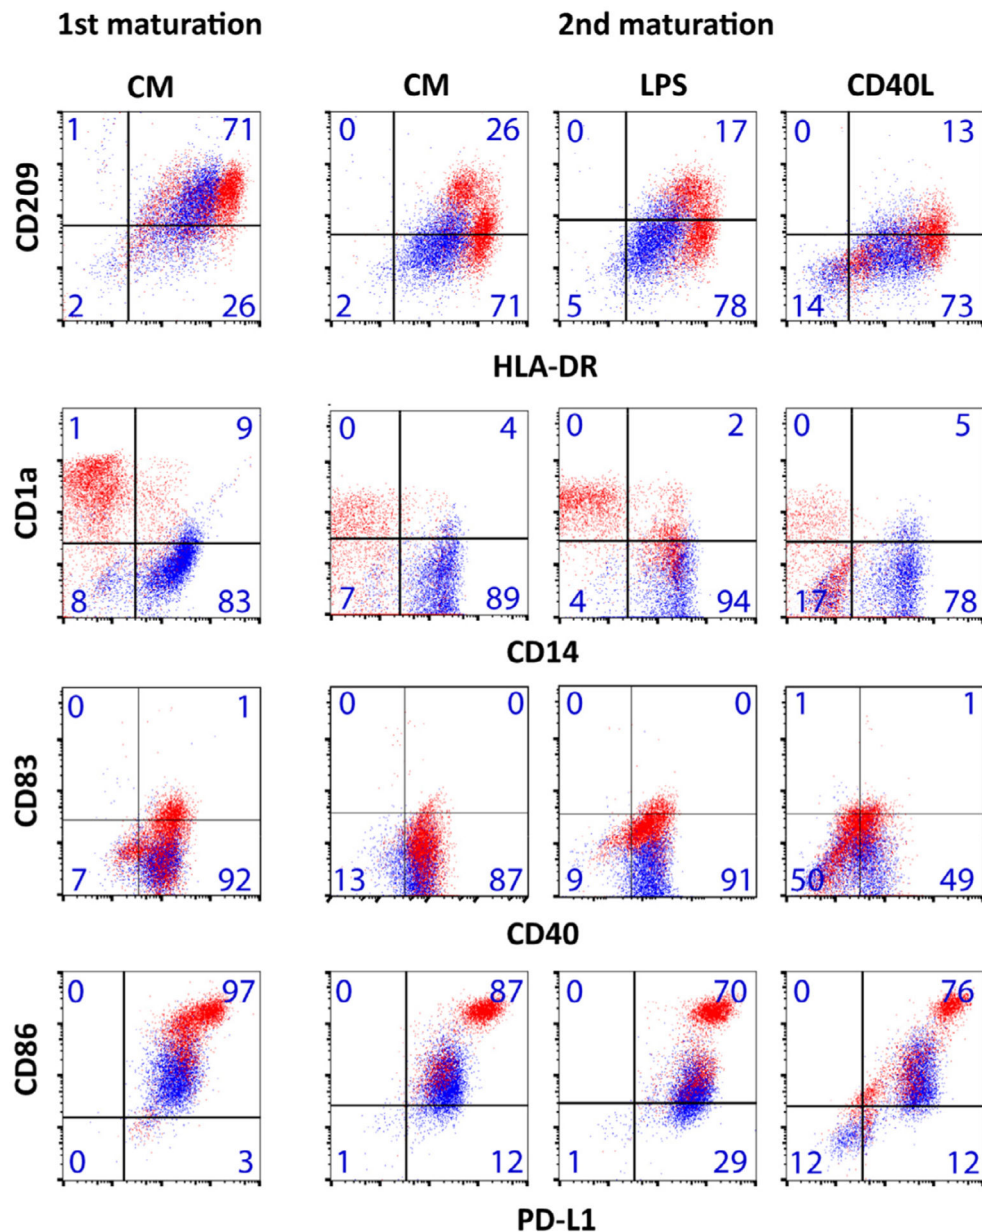 1st maturation 2nd maturation
CM CM LPS CD40L
CD209
1 71 0 26 0 17 0 13
2 26 2 71 5 78 14 73
HLA-DR
CD1a
1 9 0 4 0 2 0 5
8 83 7 89 4 94 17 78
CD14
CD83
0 1 0 0 0 0 1 1
7 92 13 87 9 91 50 49
CD40
CD86
0 97 0 87 0 70 0 76
0 3 1 12 1 29 12 12
PD-L1